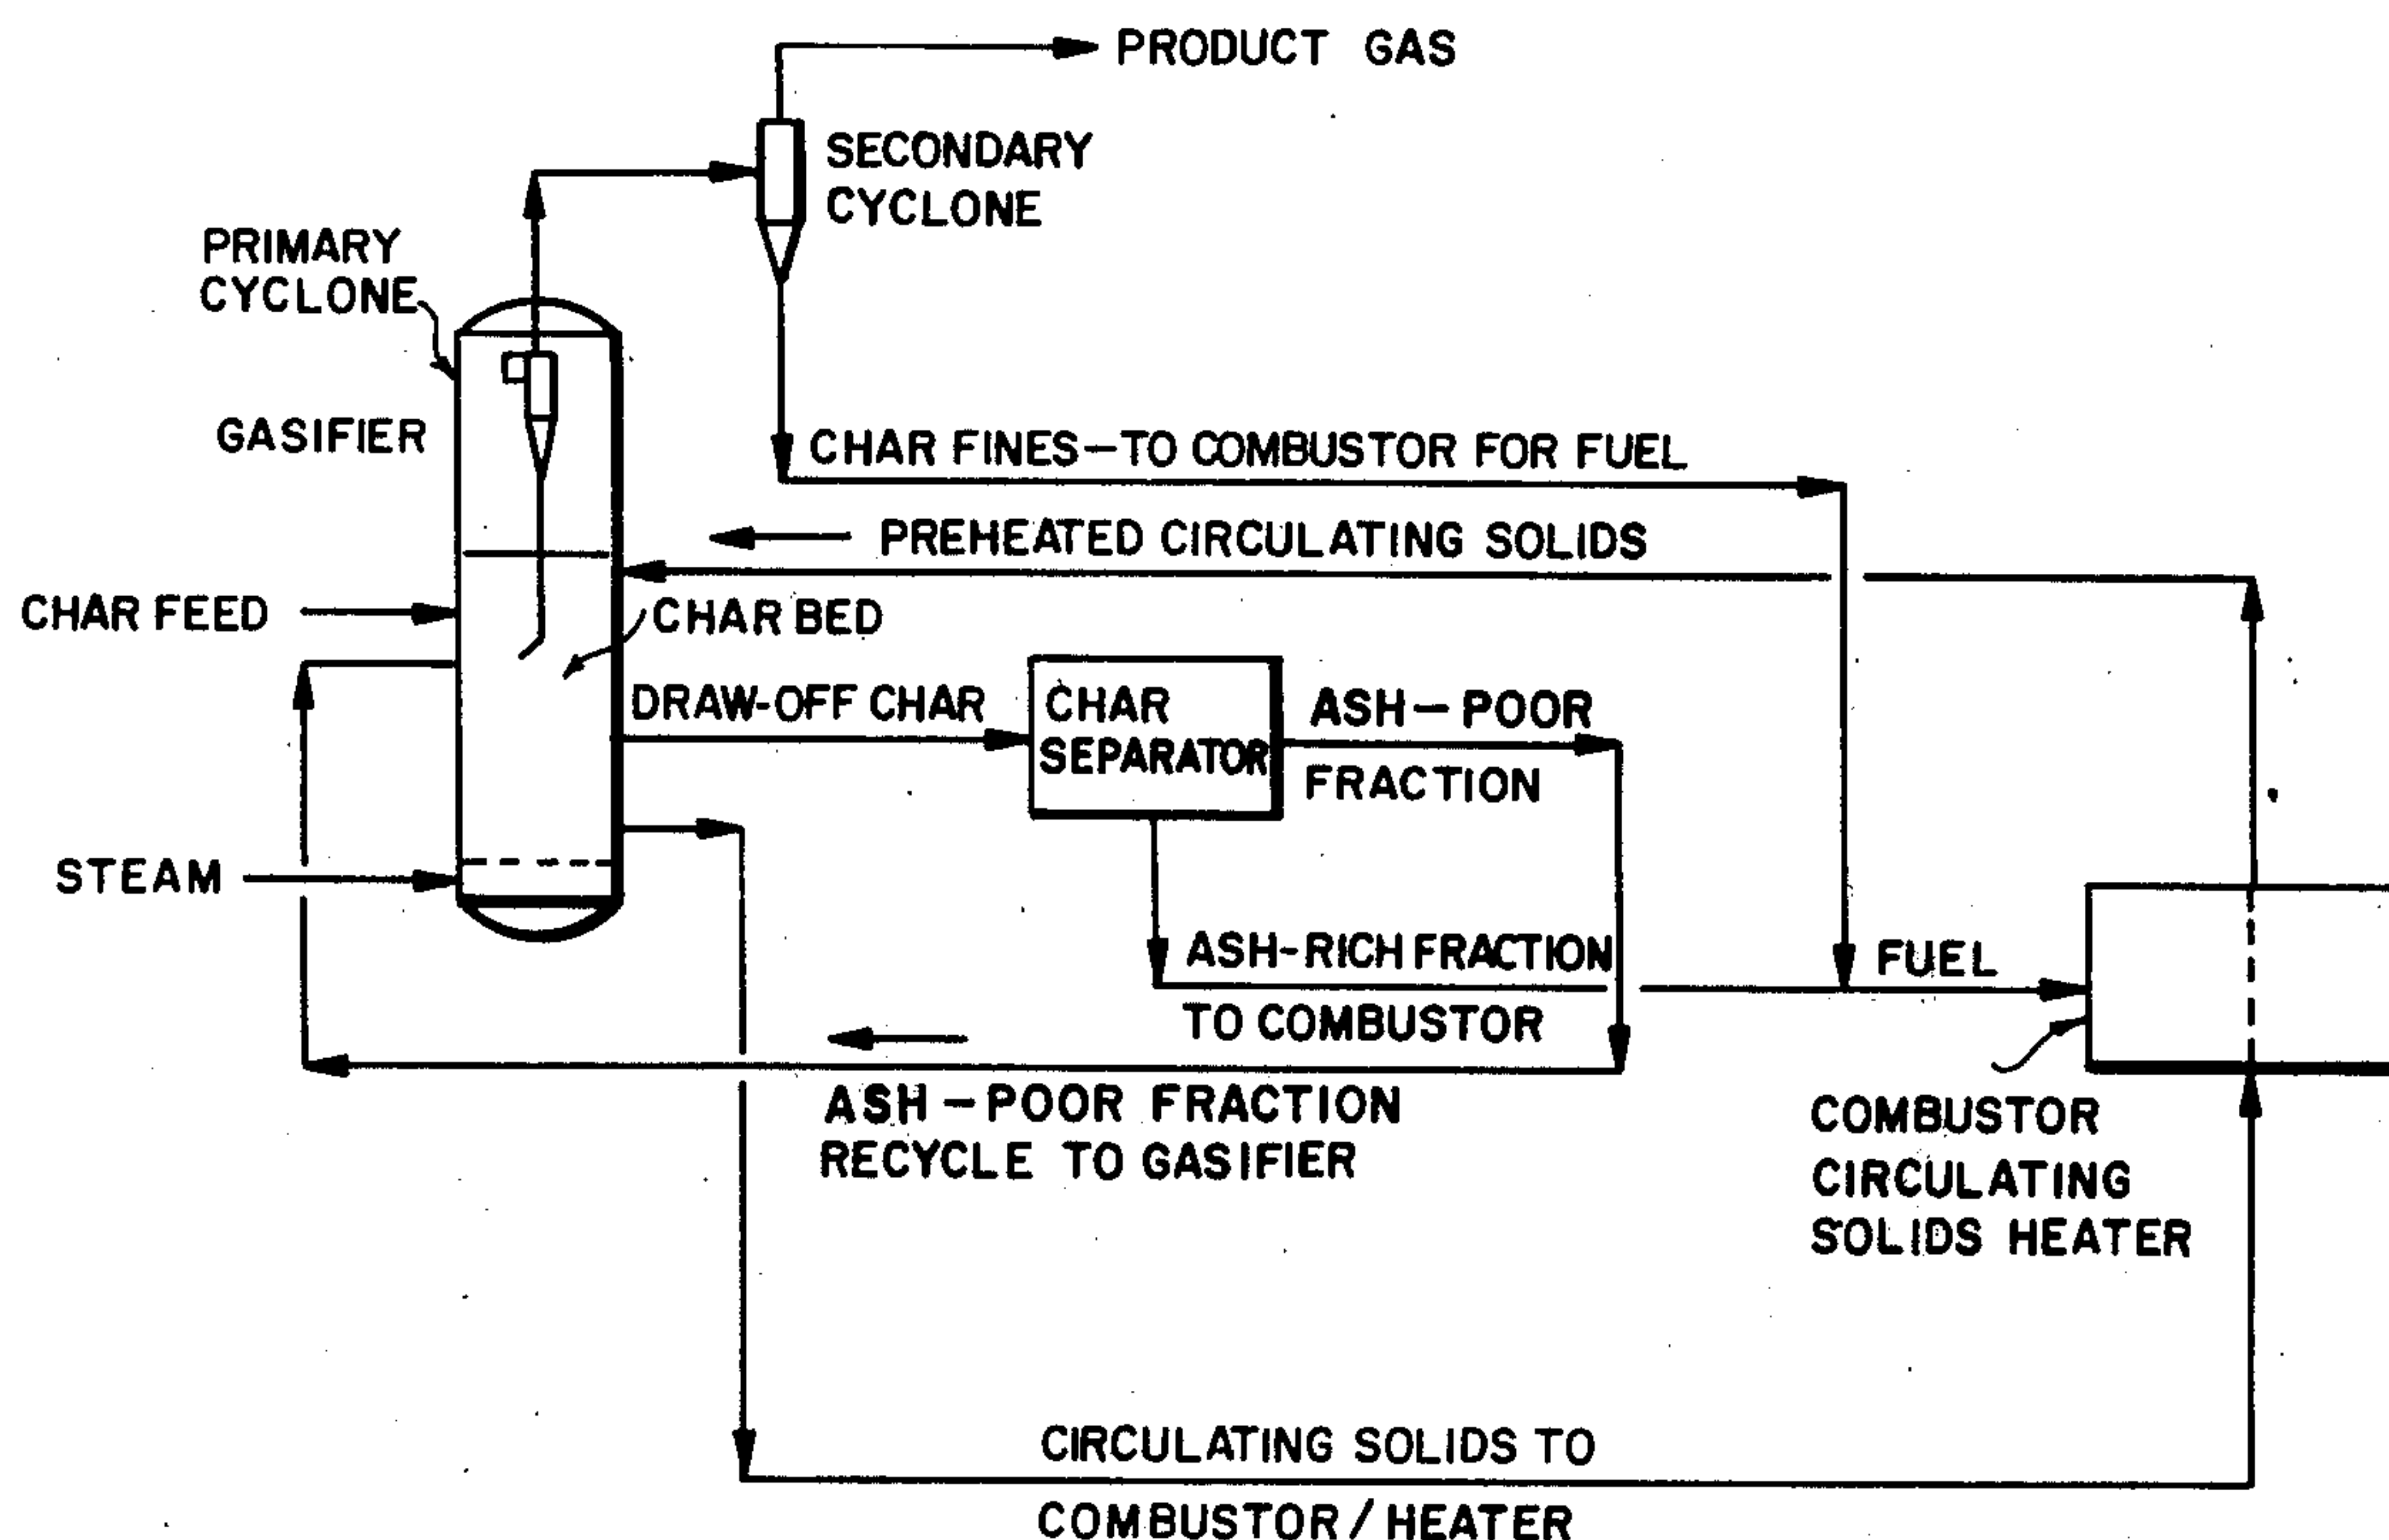 PRODUCT GAS
SECONDARY
CYCLONE
PRIMARY
CYCLONE
GASIFIER
CHAR FINES—TO COMBUSTOR FOR FUEL
PREHEATED CIRCULATING SOLIDS
CHAR FEED
CHAR BED
DRAW-OFF CHAR
CHAR
SEPARATOR
ASH—POOR
FRACTION
STEAM
ASH-RICH FRACTION
TO COMBUSTOR
FUEL
ASH—POOR FRACTION
RECYCLE TO GASIFIER
COMBUSTOR
CIRCULATING
SOLIDS HEATER
CIRCULATING SOLIDS TO
COMBUSTOR/HEATER